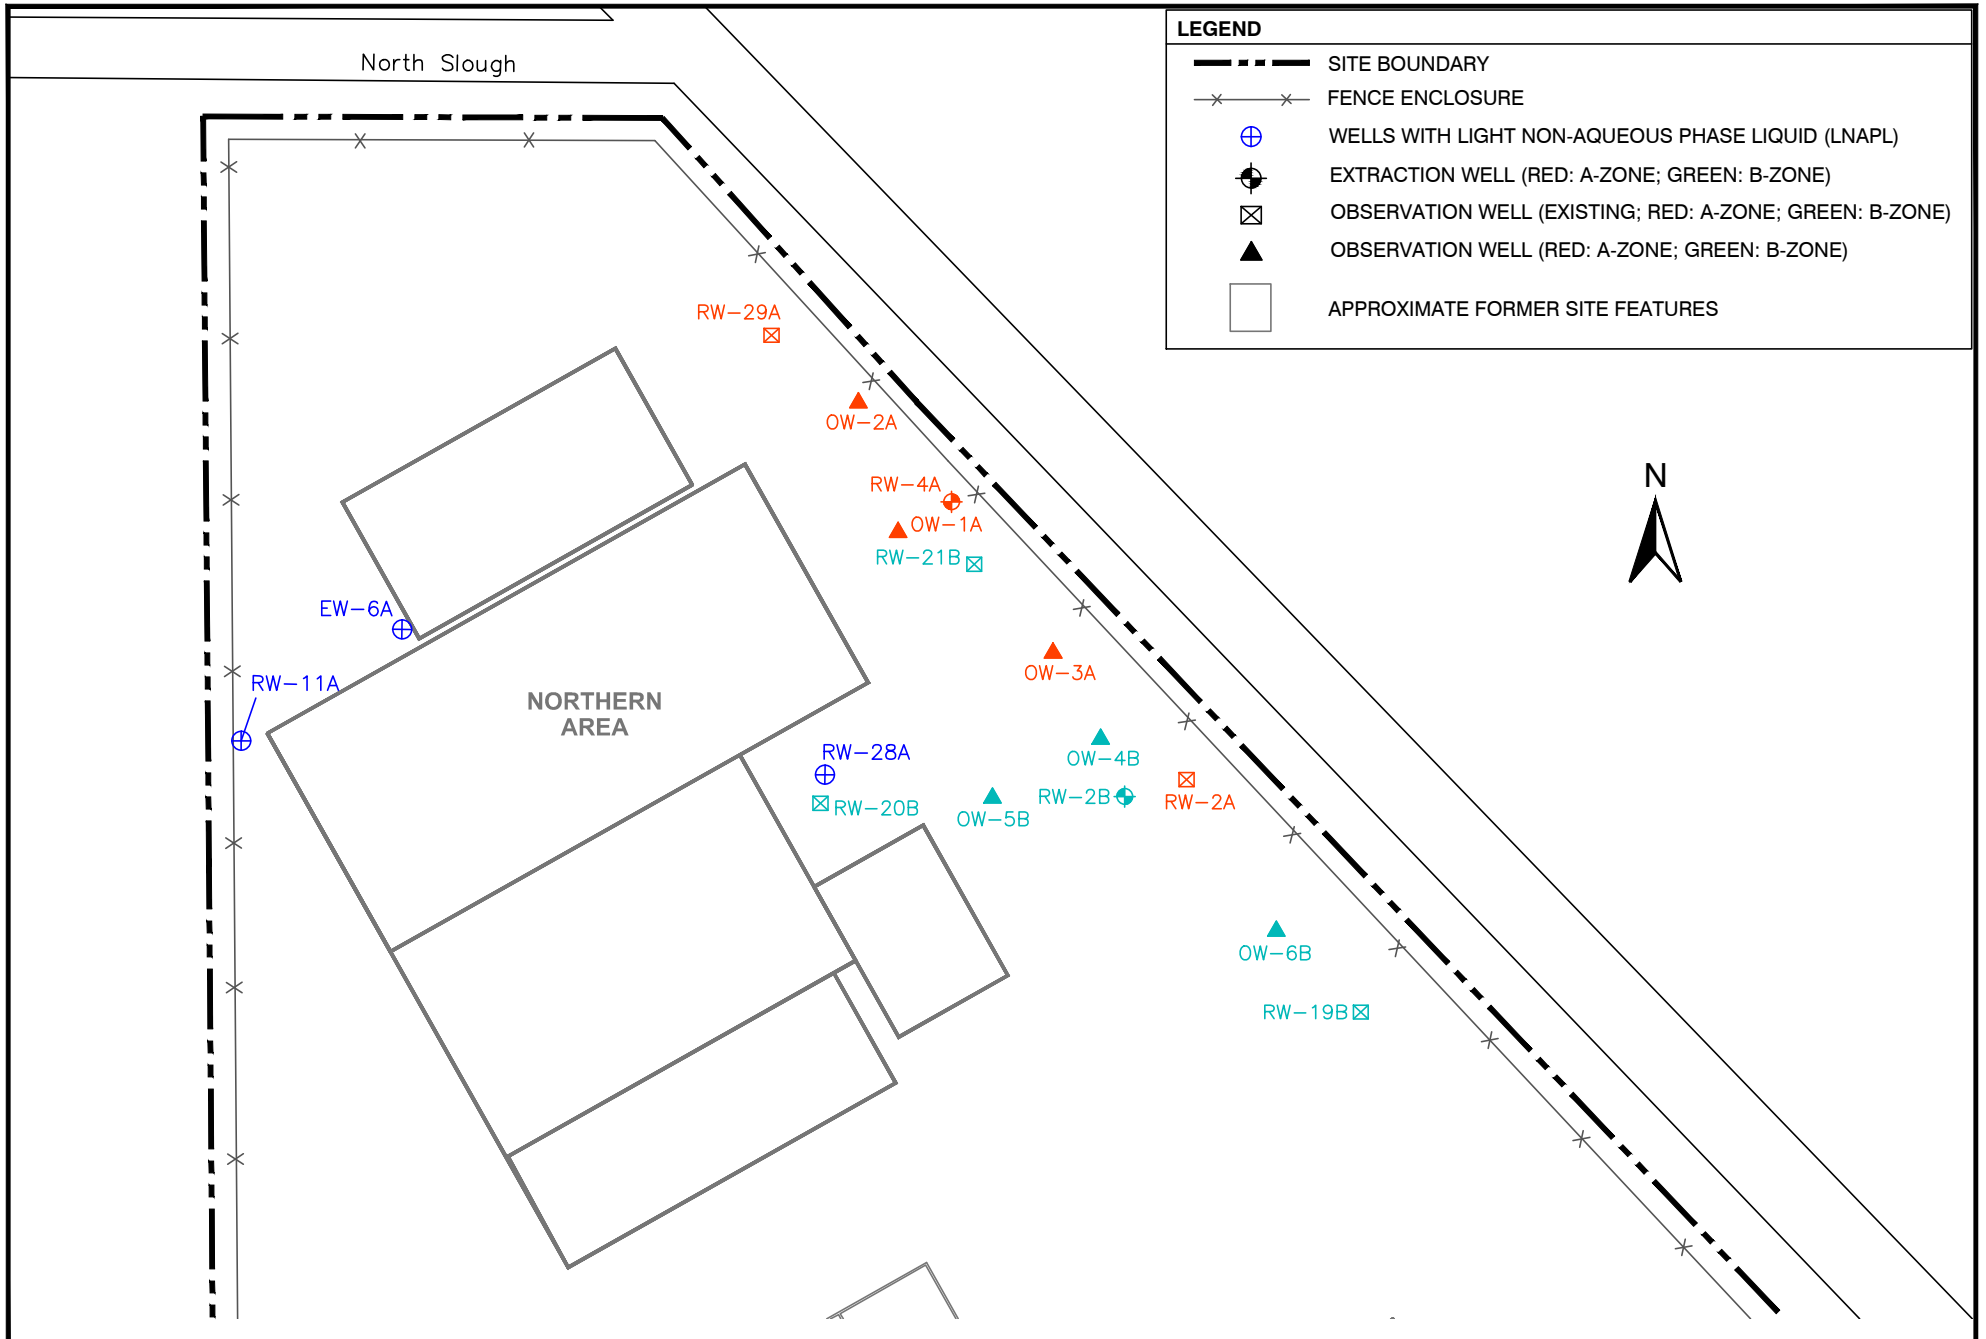 LEGEND
North Slough
SITE BOUNDARY
FENCE ENCLOSURE
WELLS WITH LIGHT NON-AQUEOUS PHASE LIQUID (LNAPL)
EXTRACTION WELL (RED: A-ZONE; GREEN: B-ZONE)
OBSERVATION WELL (EXISTING; RED: A-ZONE; GREEN: B-ZONE)
OBSERVATION WELL (RED: A-ZONE; GREEN: B-ZONE)
APPROXIMATE FORMER SITE FEATURES
RW-29A
OW-2A
N
RW-4A
OW-1A
RW-21B
EW-6A
OW-3A
RW-11A
NORTHERN
AREA
RW-28A
OW-4B
RW-2B
RW-2A
RW-20B
OW-5B
OW-6B
RW-19B